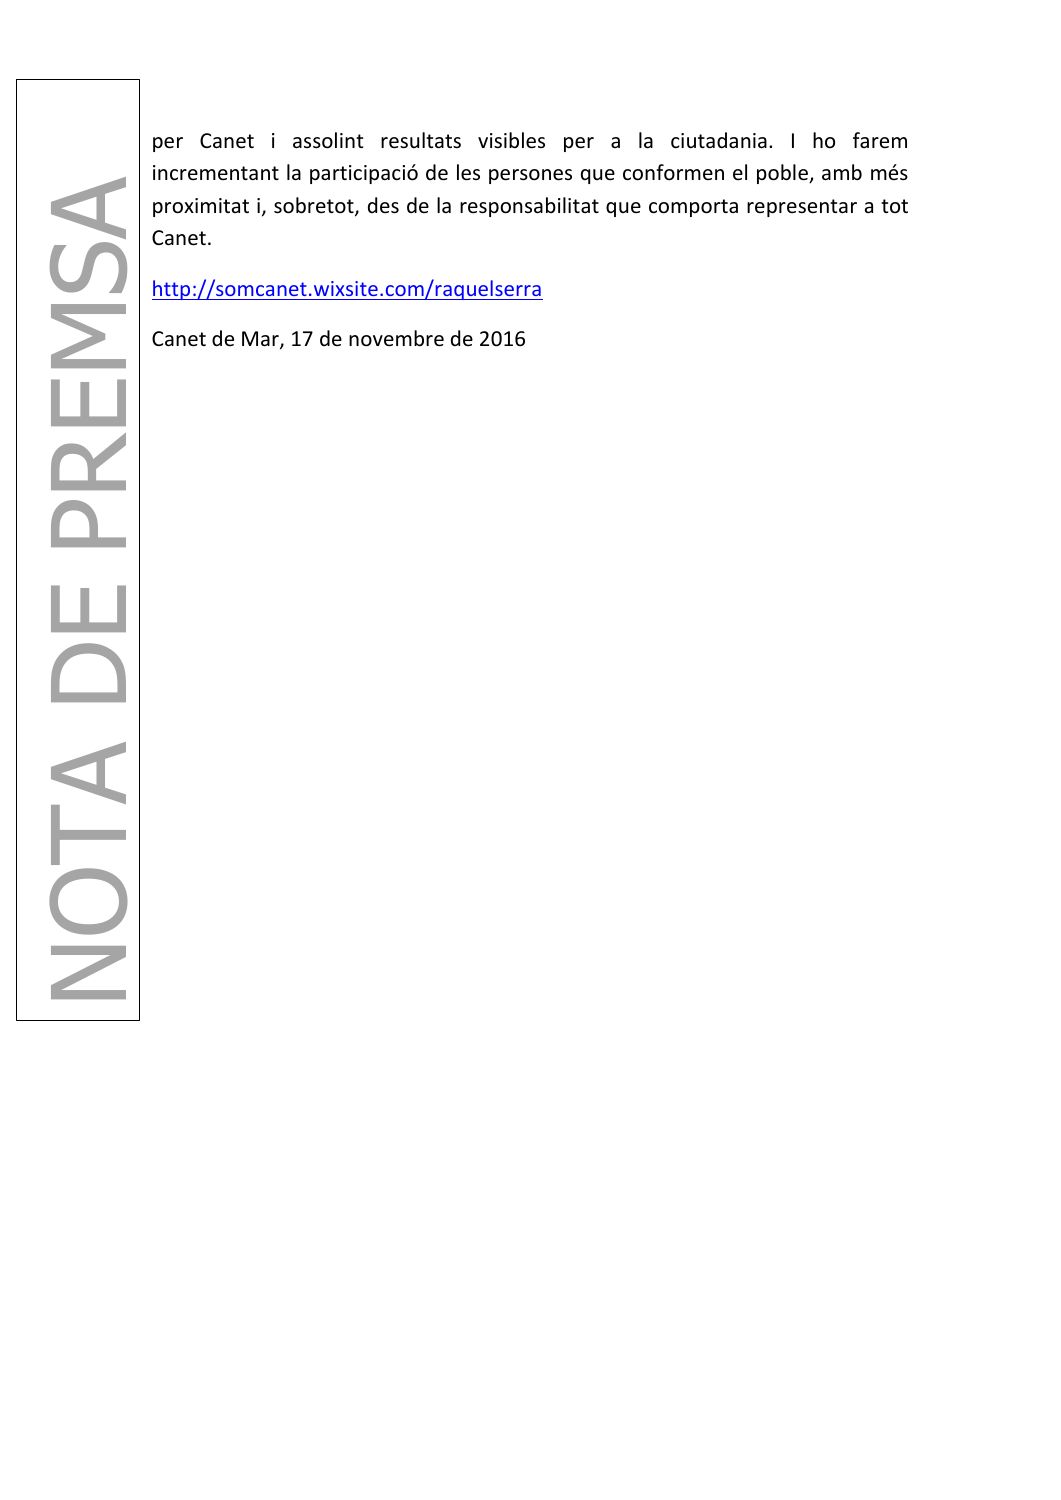 NOTA DE PREMSA
per Canet i assolint resultats visibles per a la ciutadania. I ho farem
incrementant la participació de les persones que conformen el poble, amb més
proximitat i, sobretot, des de la responsabilitat que comporta representar a tot
Canet.
http://somcanet.wixsite.com/raquelserra
Canet de Mar, 17 de novembre de 2016